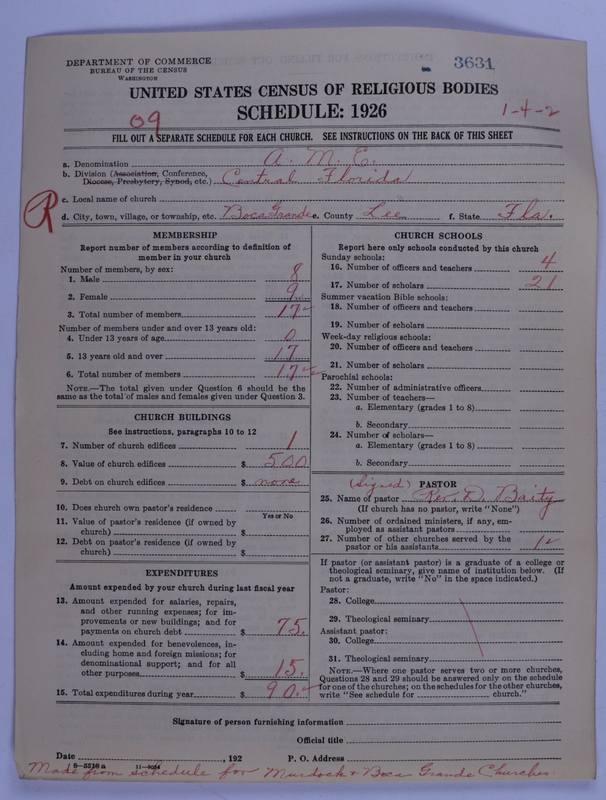 DEPARTMENT OF COMMERCE
BUREAU OF THE CENSUS
WASHINGTON
3631
UNITED STATES CENSUS OF RELIGIOUS BODIES
SCHEDULE: 1926
09
1-4-2
FILL OUT A SEPARATE SCHEDULE FOR EACH CHURCH. SEE INSTRUCTIONS ON THE BACK OF THIS SHEET
a. Denomination A. M. E.
b. Division (Association, Conference, Diocese, Presbytery, Synod, etc.) Central Florida
R
c. Local name of church
d. City, town, village, or township, etc. Boca Grande e. County Lee f. State Fla.
MEMBERSHIP
Report number of members according to definition of
member in your church
Number of members, by sex:
1. Male 8
2. Female 9
3. Total number of members 17
Number of members under and over 13 years old:
4. Under 13 years of age 0
5. 13 years old and over 17
6. Total number of members 17
NOTE.—The total given under Question 6 should be the
same as the total of males and females given under Question 3.
CHURCH BUILDINGS
See instructions, paragraphs 10 to 12
7. Number of church edifices 1
8. Value of church edifices $ 500
9. Debt on church edifices $ none
10. Does church own pastor's residence
Yes or No
11. Value of pastor's residence (if owned by
church) $
12. Debt on pastor's residence (if owned by
church) $
EXPENDITURES
Amount expended by your church during last fiscal year
13. Amount expended for salaries, repairs,
and other running expenses; for im-
provements or new buildings; and for
payments on church debt $ 75.
14. Amount expended for benevolences, in-
cluding home and foreign missions; for
denominational support; and for all
other purposes $ 15.
15. Total expenditures during year $ 90.
CHURCH SCHOOLS
Report here only schools conducted by this church
Sunday schools:
16. Number of officers and teachers 4
17. Number of scholars 21
Summer vacation Bible schools:
18. Number of officers and teachers
19. Number of scholars
Week-day religious schools:
20. Number of officers and teachers
21. Number of scholars
Parochial schools:
22. Number of administrative officers
23. Number of teachers—
a. Elementary (grades 1 to 8)
b. Secondary
24. Number of scholars—
a. Elementary (grades 1 to 8)
b. Secondary
(Signed) PASTOR
25. Name of pastor Rev. D. Baity
(If church has no pastor, write "None")
26. Number of ordained ministers, if any, em-
ployed as assistant pastors
27. Number of other churches served by the
pastor or his assistants 1
If pastor (or assistant pastor) is a graduate of a college or
theological seminary, give name of institution below. (If
not a graduate, write "No" in the space indicated.)
Pastor:
28. College
29. Theological seminary
Assistant pastor:
30. College
31. Theological seminary
NOTE.—Where one pastor serves two or more churches,
Questions 28 and 29 should be answered only on the schedule
for one of the churches; on the schedules for the other churches,
write "See schedule for church."
Signature of person furnishing information
Official title
Date , 192 P. O. Address
8-5518a 11-9064
Made from schedule for Murdock & Boca Grande Churches